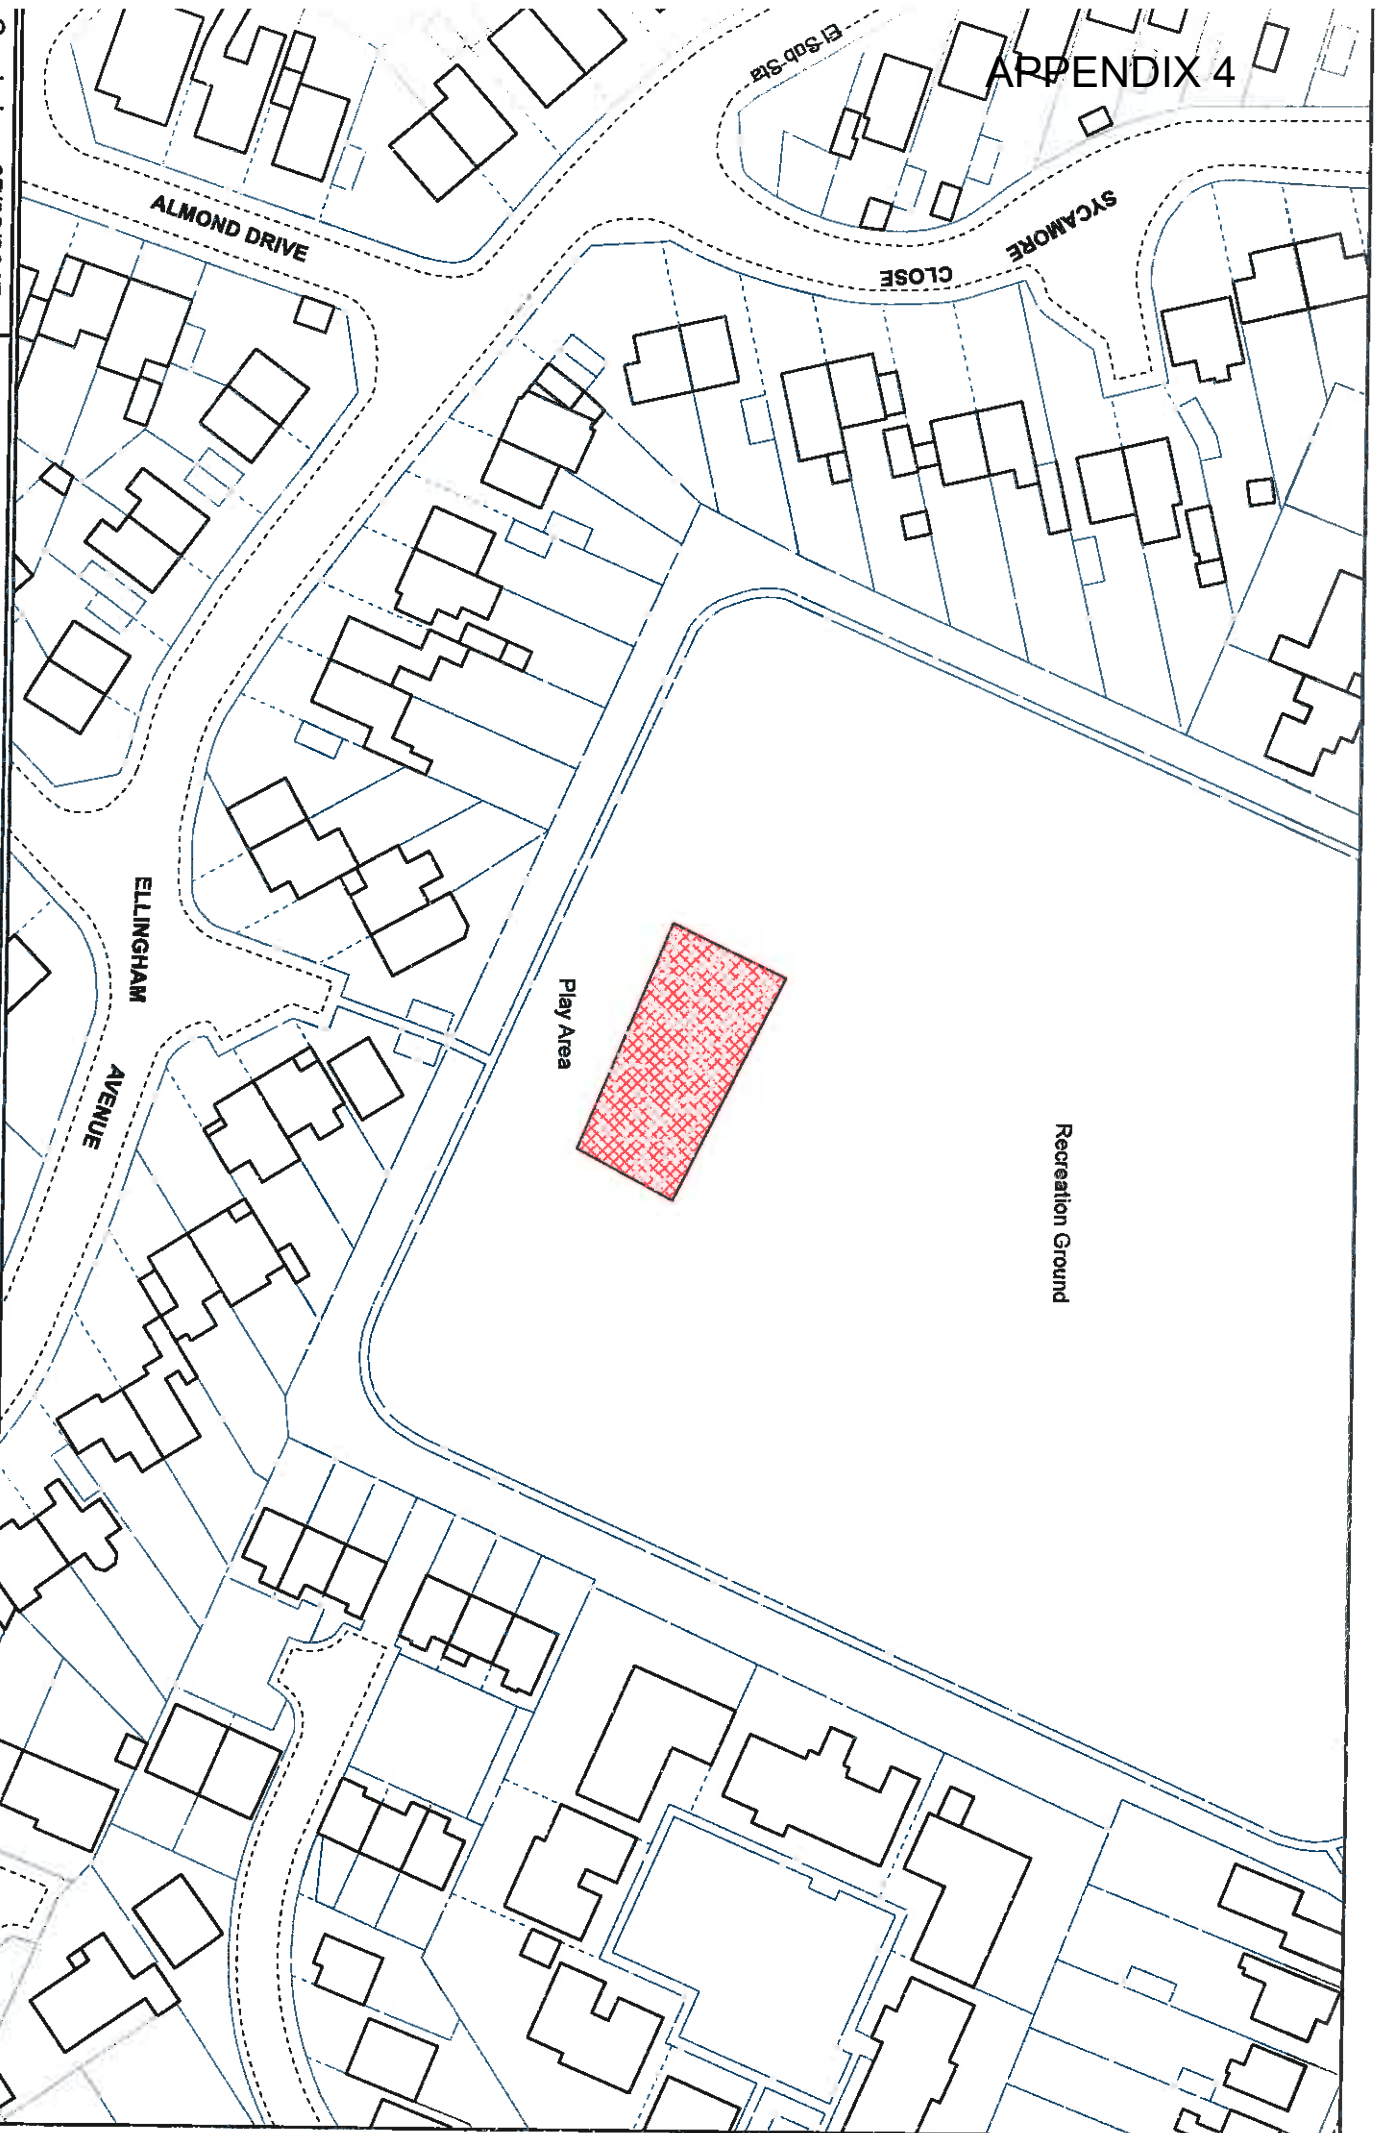 APPENDIX 4
El Sub Sta
SYCAMORE
CLOSE
ALMOND DRIVE
ELLINGHAM
AVENUE
Play Area
Recreation Ground